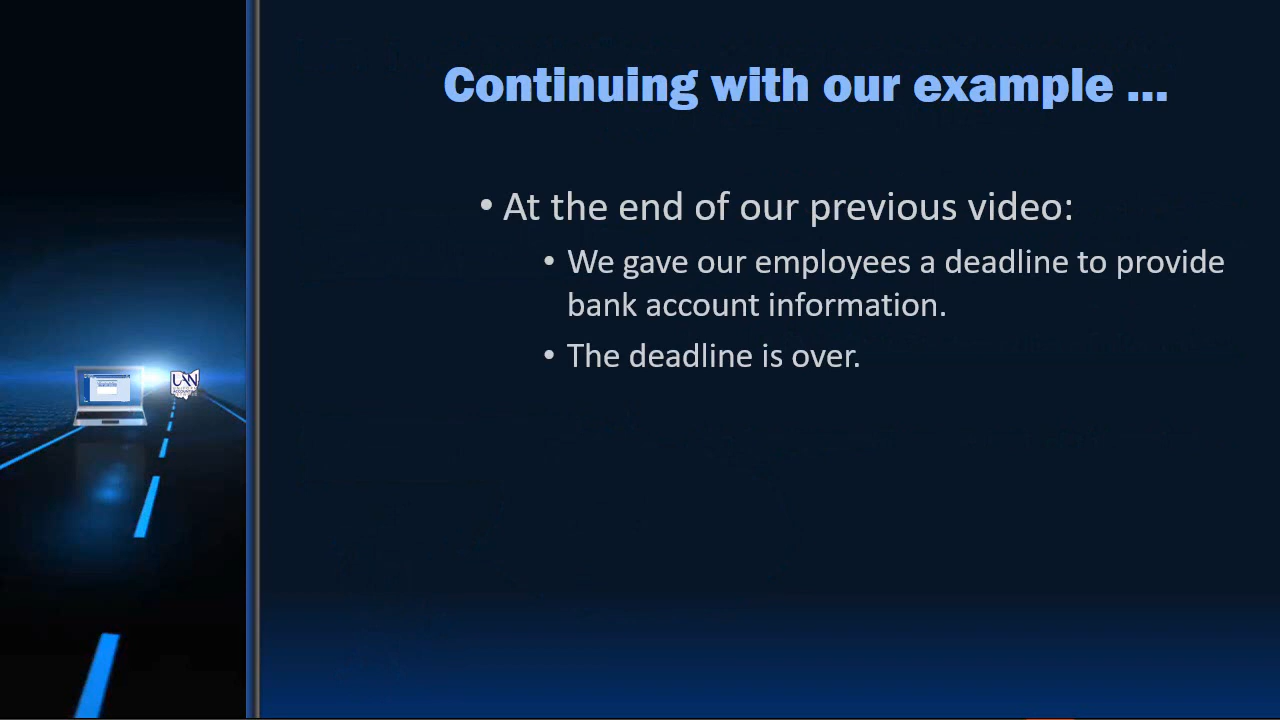 Continuing with our example ...
• At the end of our previous video:
• We gave our employees a deadline to provide
bank account information.
• The deadline is over.
UAN